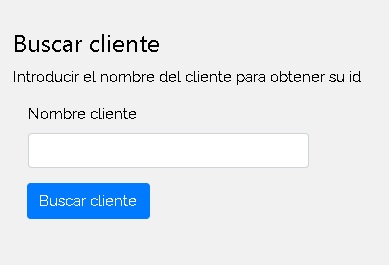 Buscar cliente
Introducir el nombre del cliente para obtener su id
Nombre cliente
Buscar cliente